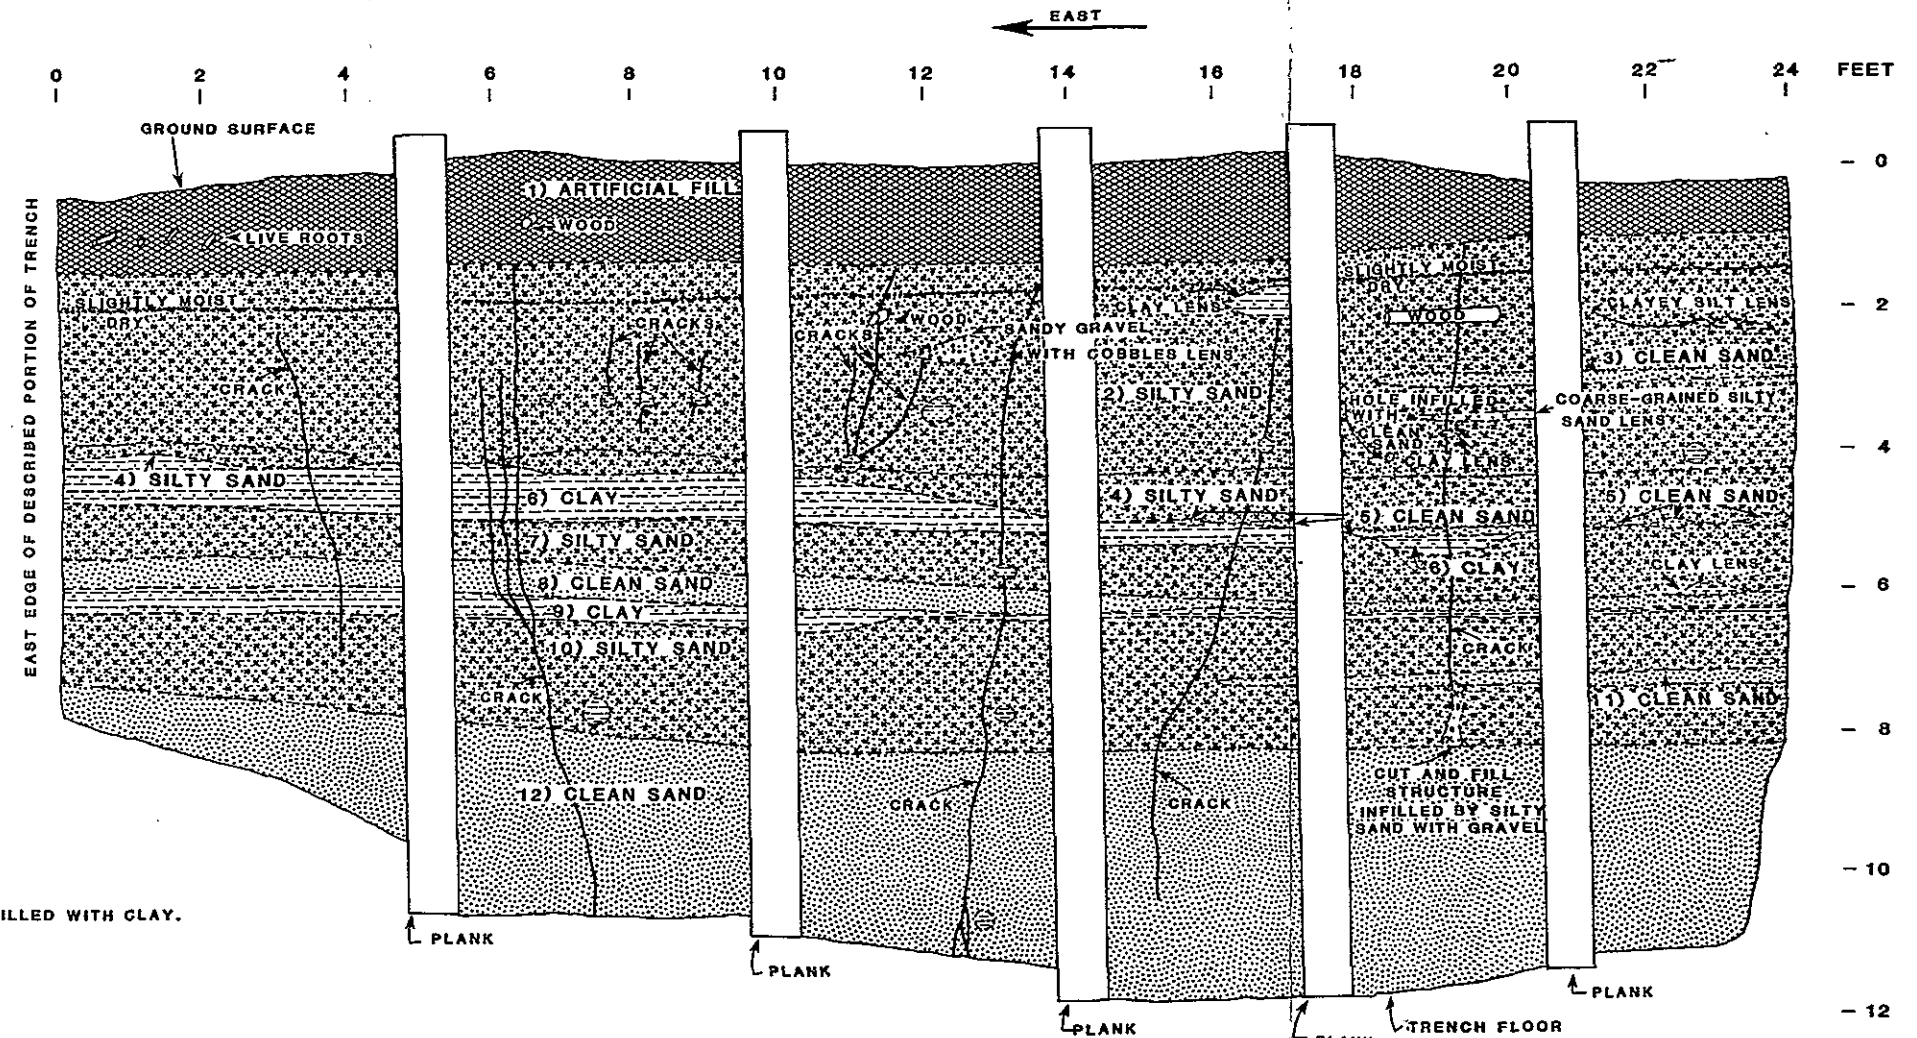 EAST
0 2 4 6 8 10 12 14 16 18 20 22 24 FEET
GROUND SURFACE
0
1) ARTIFICIAL FILL
WOOD
LIVE ROOTS
EAST EDGE OF DESCRIBED PORTION OF TRENCH
SLIGHTLY MOIST
DRY
SLIGHTLY MOIST
DRY
2
CLAY LENS
CLAYEY SILT LENS
WOOD
WOOD
CRACKS
CRACKS
SANDY GRAVEL
WITH COBBLES LENS
3) CLEAN SAND
CRACK
2) SILTY SAND
HOLE INFILLED
WITH
CLEAN
SAND
COARSE-GRAINED SILTY
SAND LENS
4
CLAY LENS
4) SILTY SAND
6) CLAY
4) SILTY SAND
5) CLEAN SAND
5) CLEAN SAND
7) SILTY SAND
6) CLAY
CLAY LENS
8) CLEAN SAND
6
9) CLAY
10) SILTY SAND
CRACK
CRACK
11) CLEAN SAND
8
12) CLEAN SAND
CRACK
CRACK
CUT AND FILL
STRUCTURE
INFILLED BY SILTY
SAND WITH GRAVEL
10
ILLED WITH CLAY.
PLANK
PLANK
PLANK
PLANK
PLANK
TRENCH FLOOR
12